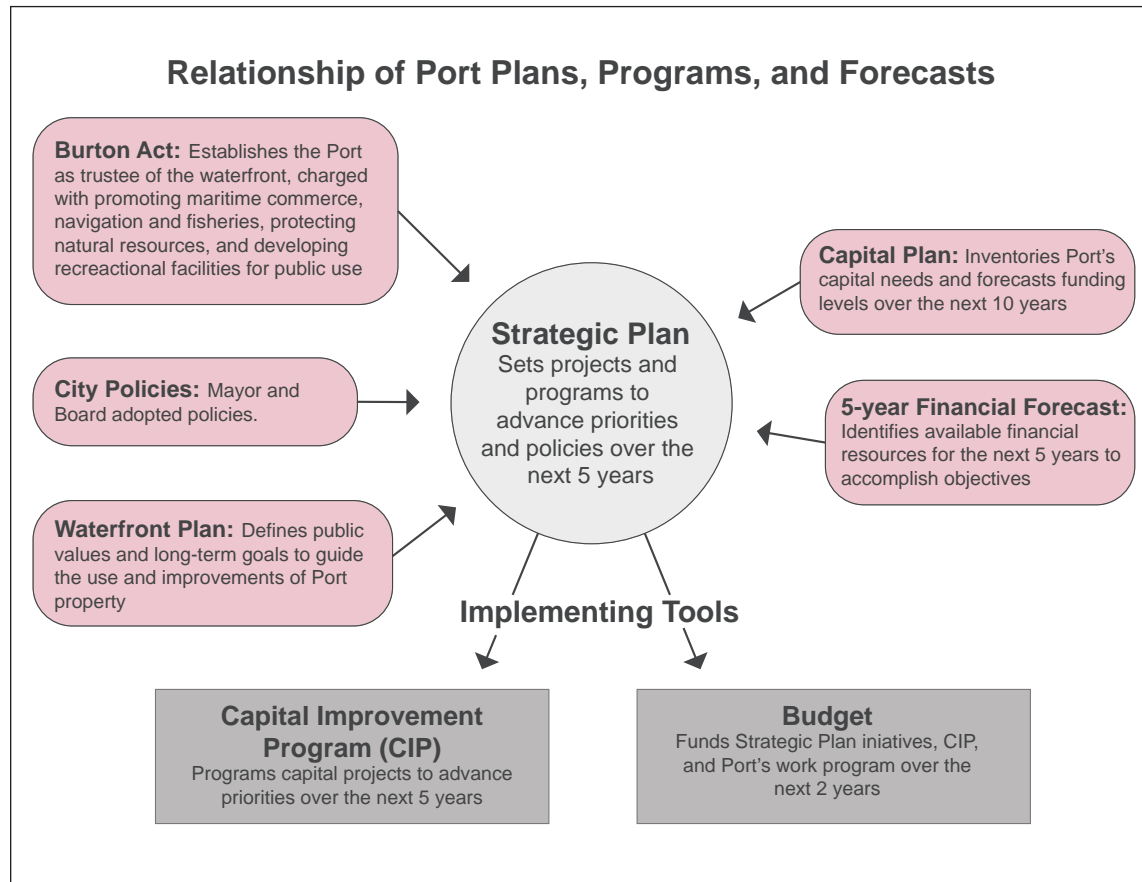 Relationship of Port Plans, Programs, and Forecasts
Burton Act: Establishes the Port
as trustee of the waterfront, charged
with promoting maritime commerce,
navigation and fisheries, protecting
natural resources, and developing
recreactional facilities for public use
City Policies: Mayor and
Board adopted policies.
Waterfront Plan: Defines public
values and long-term goals to guide
the use and improvements of Port
property
Strategic Plan
Sets projects and
programs to
advance priorities
and policies over the
next 5 years
Capital Plan: Inventories Port's
capital needs and forecasts funding
levels over the next 10 years
5-year Financial Forecast:
Identifies available financial
resources for the next 5 years to
accomplish objectives
Implementing Tools
Capital Improvement
Program (CIP)
Programs capital projects to advance
priorities over the next 5 years
Budget
Funds Strategic Plan iniatives, CIP,
and Port's work program over the
next 2 years